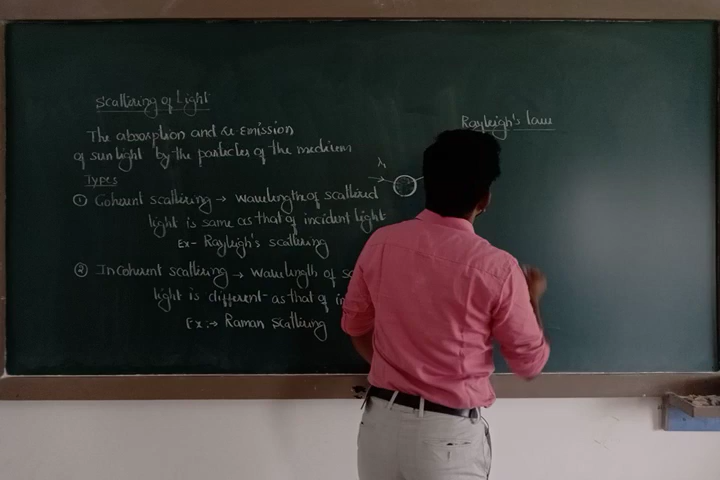 Scattering of Light
The absorption and re-emission
of sunlight by the particles of the medium
Types
① Coherent scattering → wavelength of scattered
light is same as that of incident light
Ex- Rayleigh's scattering
② Incoherent scattering → wavelength of
light is different as that of
Ex :→ Raman scattering
λ₁
Rayleigh's law